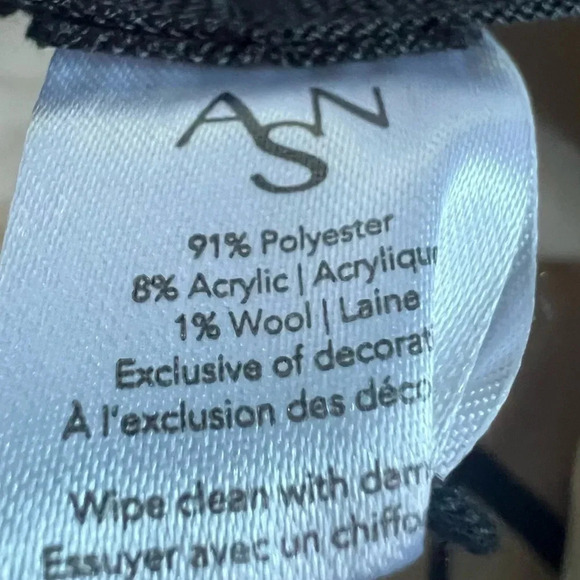 ASN
91% Polyester
8% Acrylic | Acryliqu
1% Wool | Laine
Exclusive of decorat
À l'exclusion des déco
Wipe clean with dam
Essuyer avec un chiffo